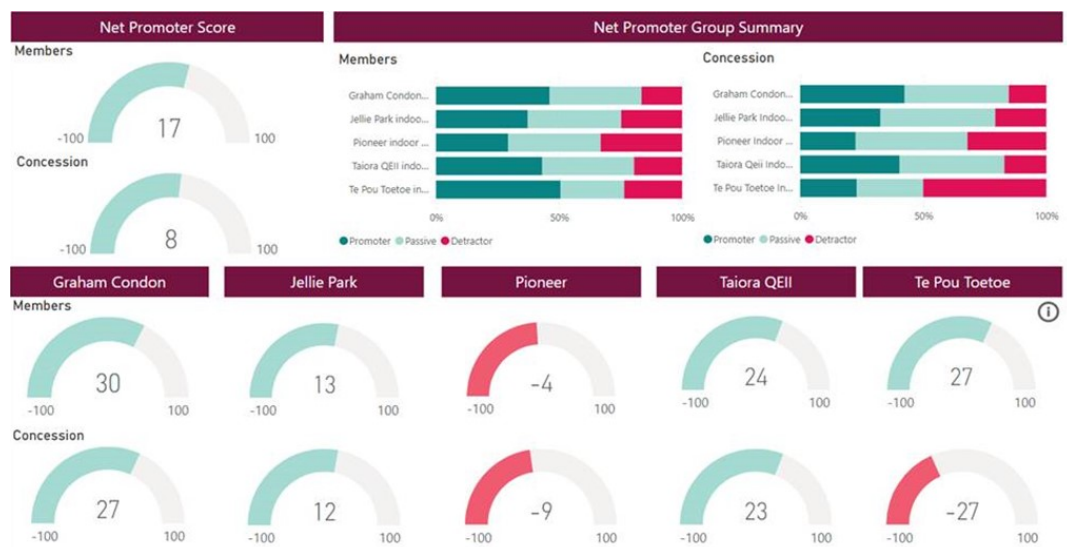 Net Promoter Score
Members
17
-100 100
Concession
8
-100 100
Net Promoter Group Summary
Members
Graham Condon...
Jellie Park indoo...
Pioneer indoor ...
Taiora QEII indo...
Te Pou Toetoe in...
0% 50% 100%
Promoter Passive Detractor
Concession
Graham Condon...
Jellie Park Indoo...
Pioneer Indoor ...
Taiora Qeii Indo...
Te Pou Toetoe In...
0% 50% 100%
Promoter Passive Detractor
Graham Condon Jellie Park Pioneer Taiora QEII Te Pou Toetoe
Members
30 13 -4 24 27
-100 100 -100 100 -100 100 -100 100 -100 100
Concession
27 12 -9 23 -27
-100 100 -100 100 -100 100 -100 100 -100 100